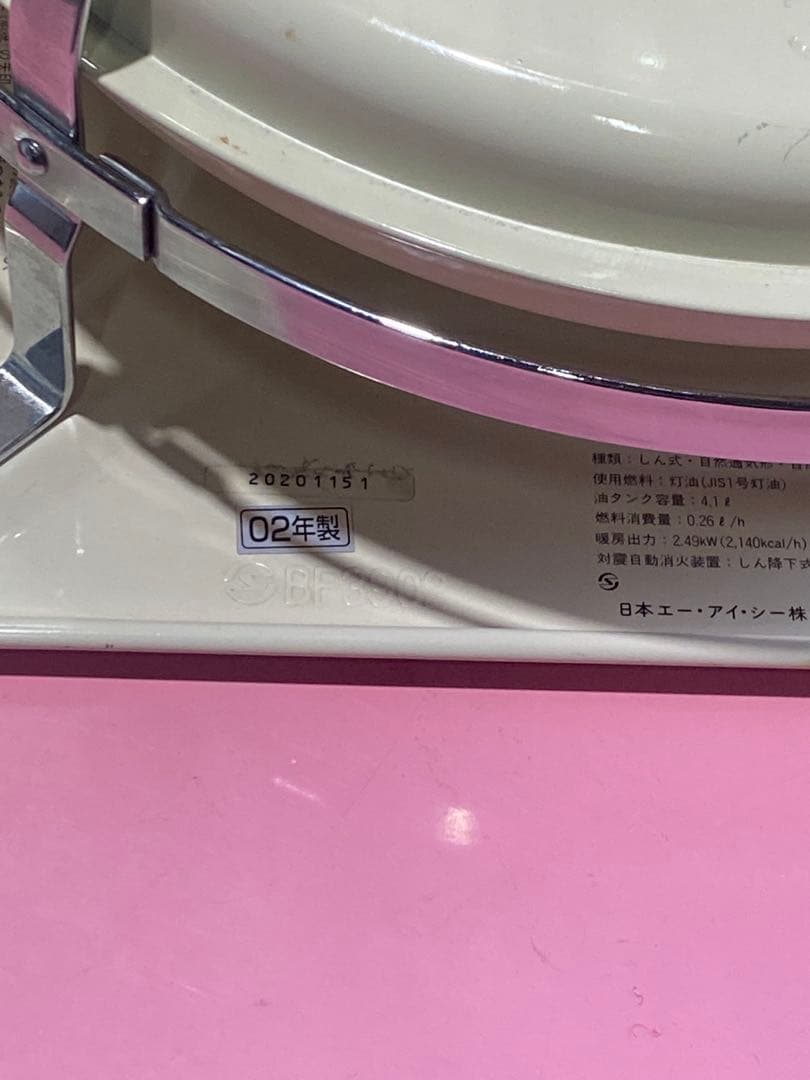 20201151
02年製
種類：しん式・自然通気形・
使用燃料：灯油(JIS1号灯油)
油タンク容量：4.1ℓ
燃料消費量：0.26ℓ/h
暖房出力：2.49kW(2,140kcal/h)
対震自動消火装置：しん降下式
日本エー・アイ・シー株